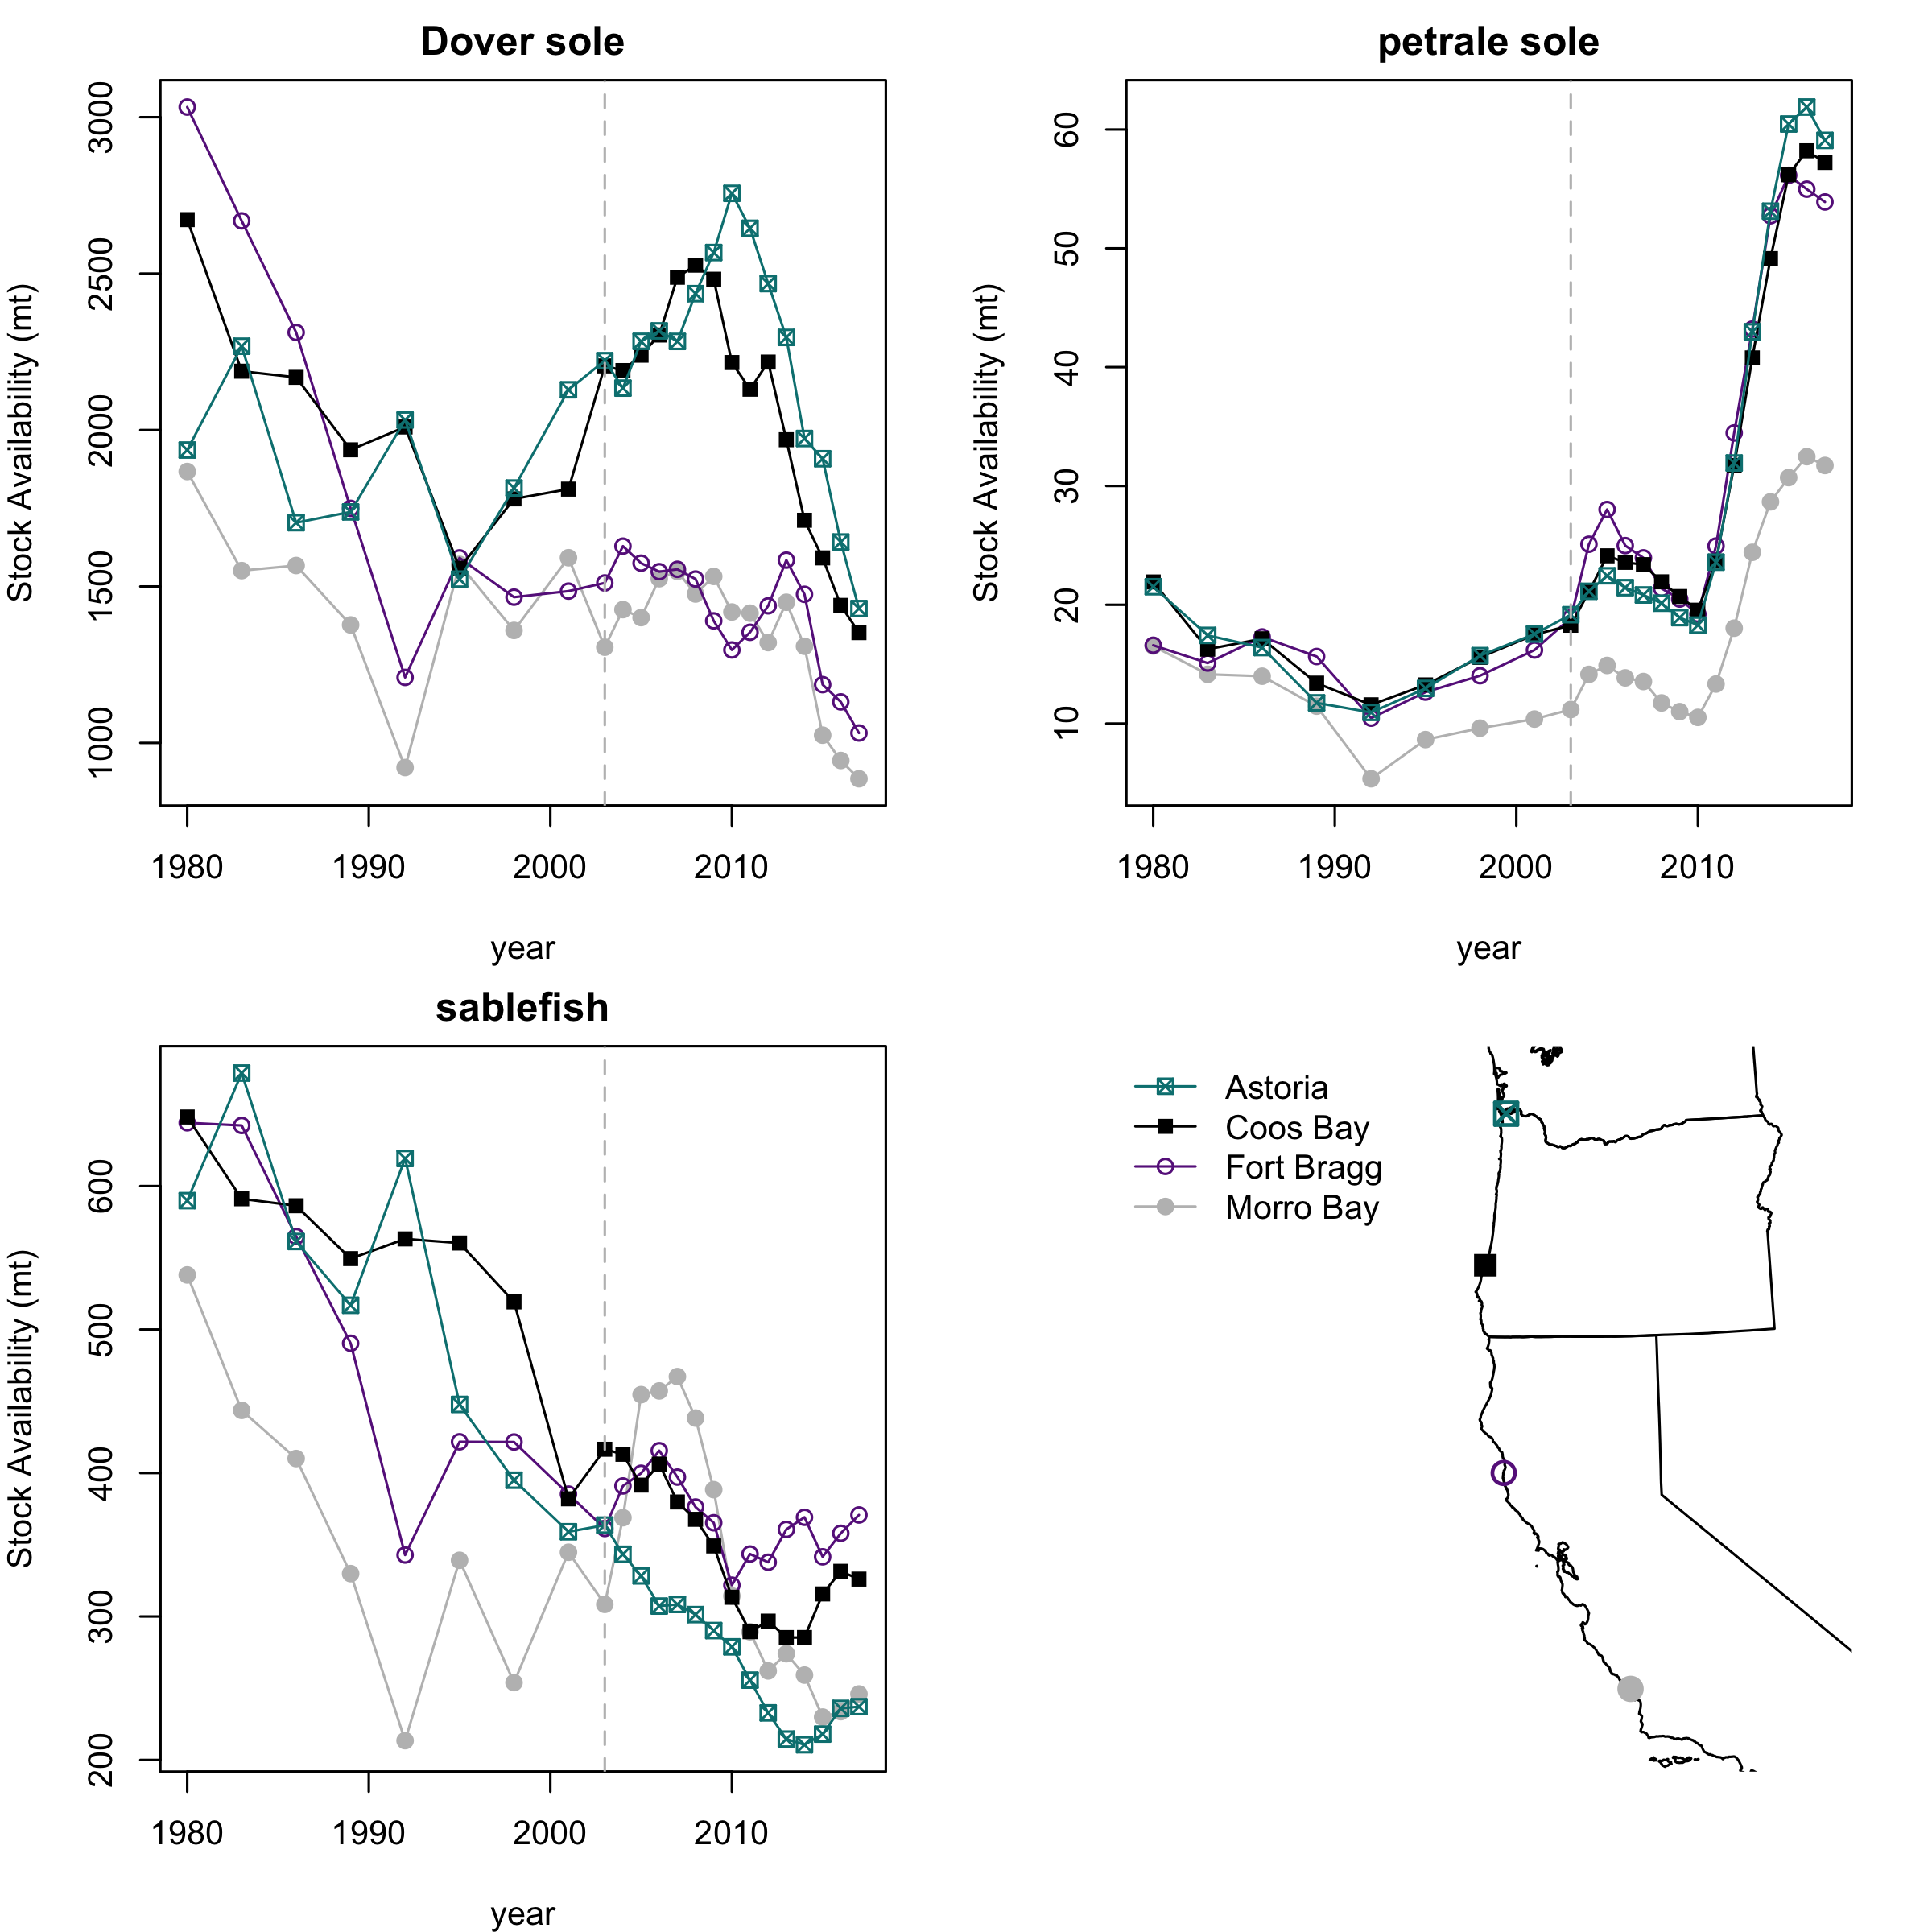 Dover sole
Stock Availability (mt)
3000
2500
2000
1500
1000
1980 1990 2000 2010
year
petrale sole
Stock Availability (mt)
60
50
40
30
20
10
1980 1990 2000 2010
year
sablefish
Stock Availability (mt)
600
500
400
300
200
1980 1990 2000 2010
year
Astoria
Coos Bay
Fort Bragg
Morro Bay